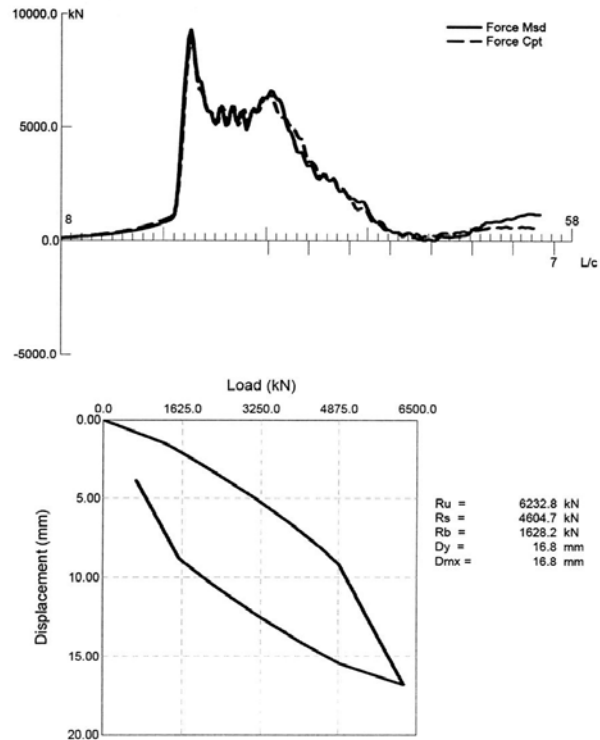 10000.0 kN
Force Msd
Force Cpt
5000.0
8
58
0.0
7 L/c
-5000.0
Load (kN)
0.0 1625.0 3250.0 4875.0 6500.0
0.00
5.00
10.00
15.00
20.00
Displacement (mm)
Ru = 6232.8 kN
Rs = 4604.7 kN
Rb = 1628.2 kN
Dy = 16.8 mm
Dmx = 16.8 mm